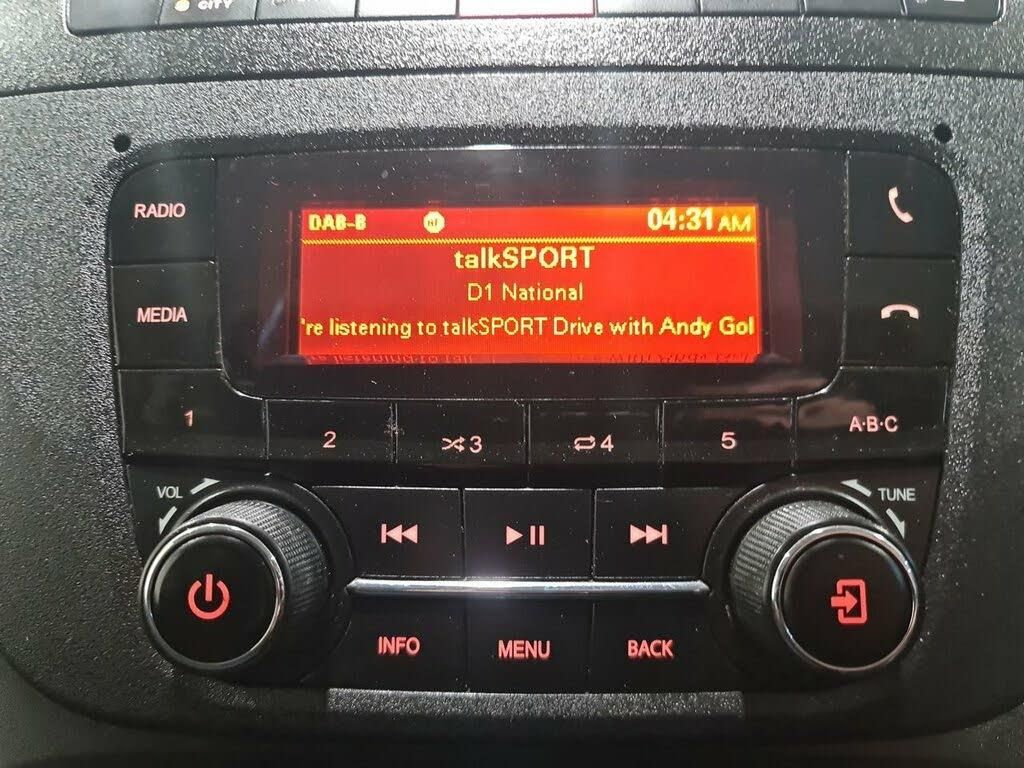 CITY
DAB-B 04:31 AM
talkSPORT
D1 National
're listening to talkSPORT Drive with Andy Gol
RADIO
MEDIA
1
2
3
4
5
A·B·C
VOL
TUNE
INFO
MENU
BACK